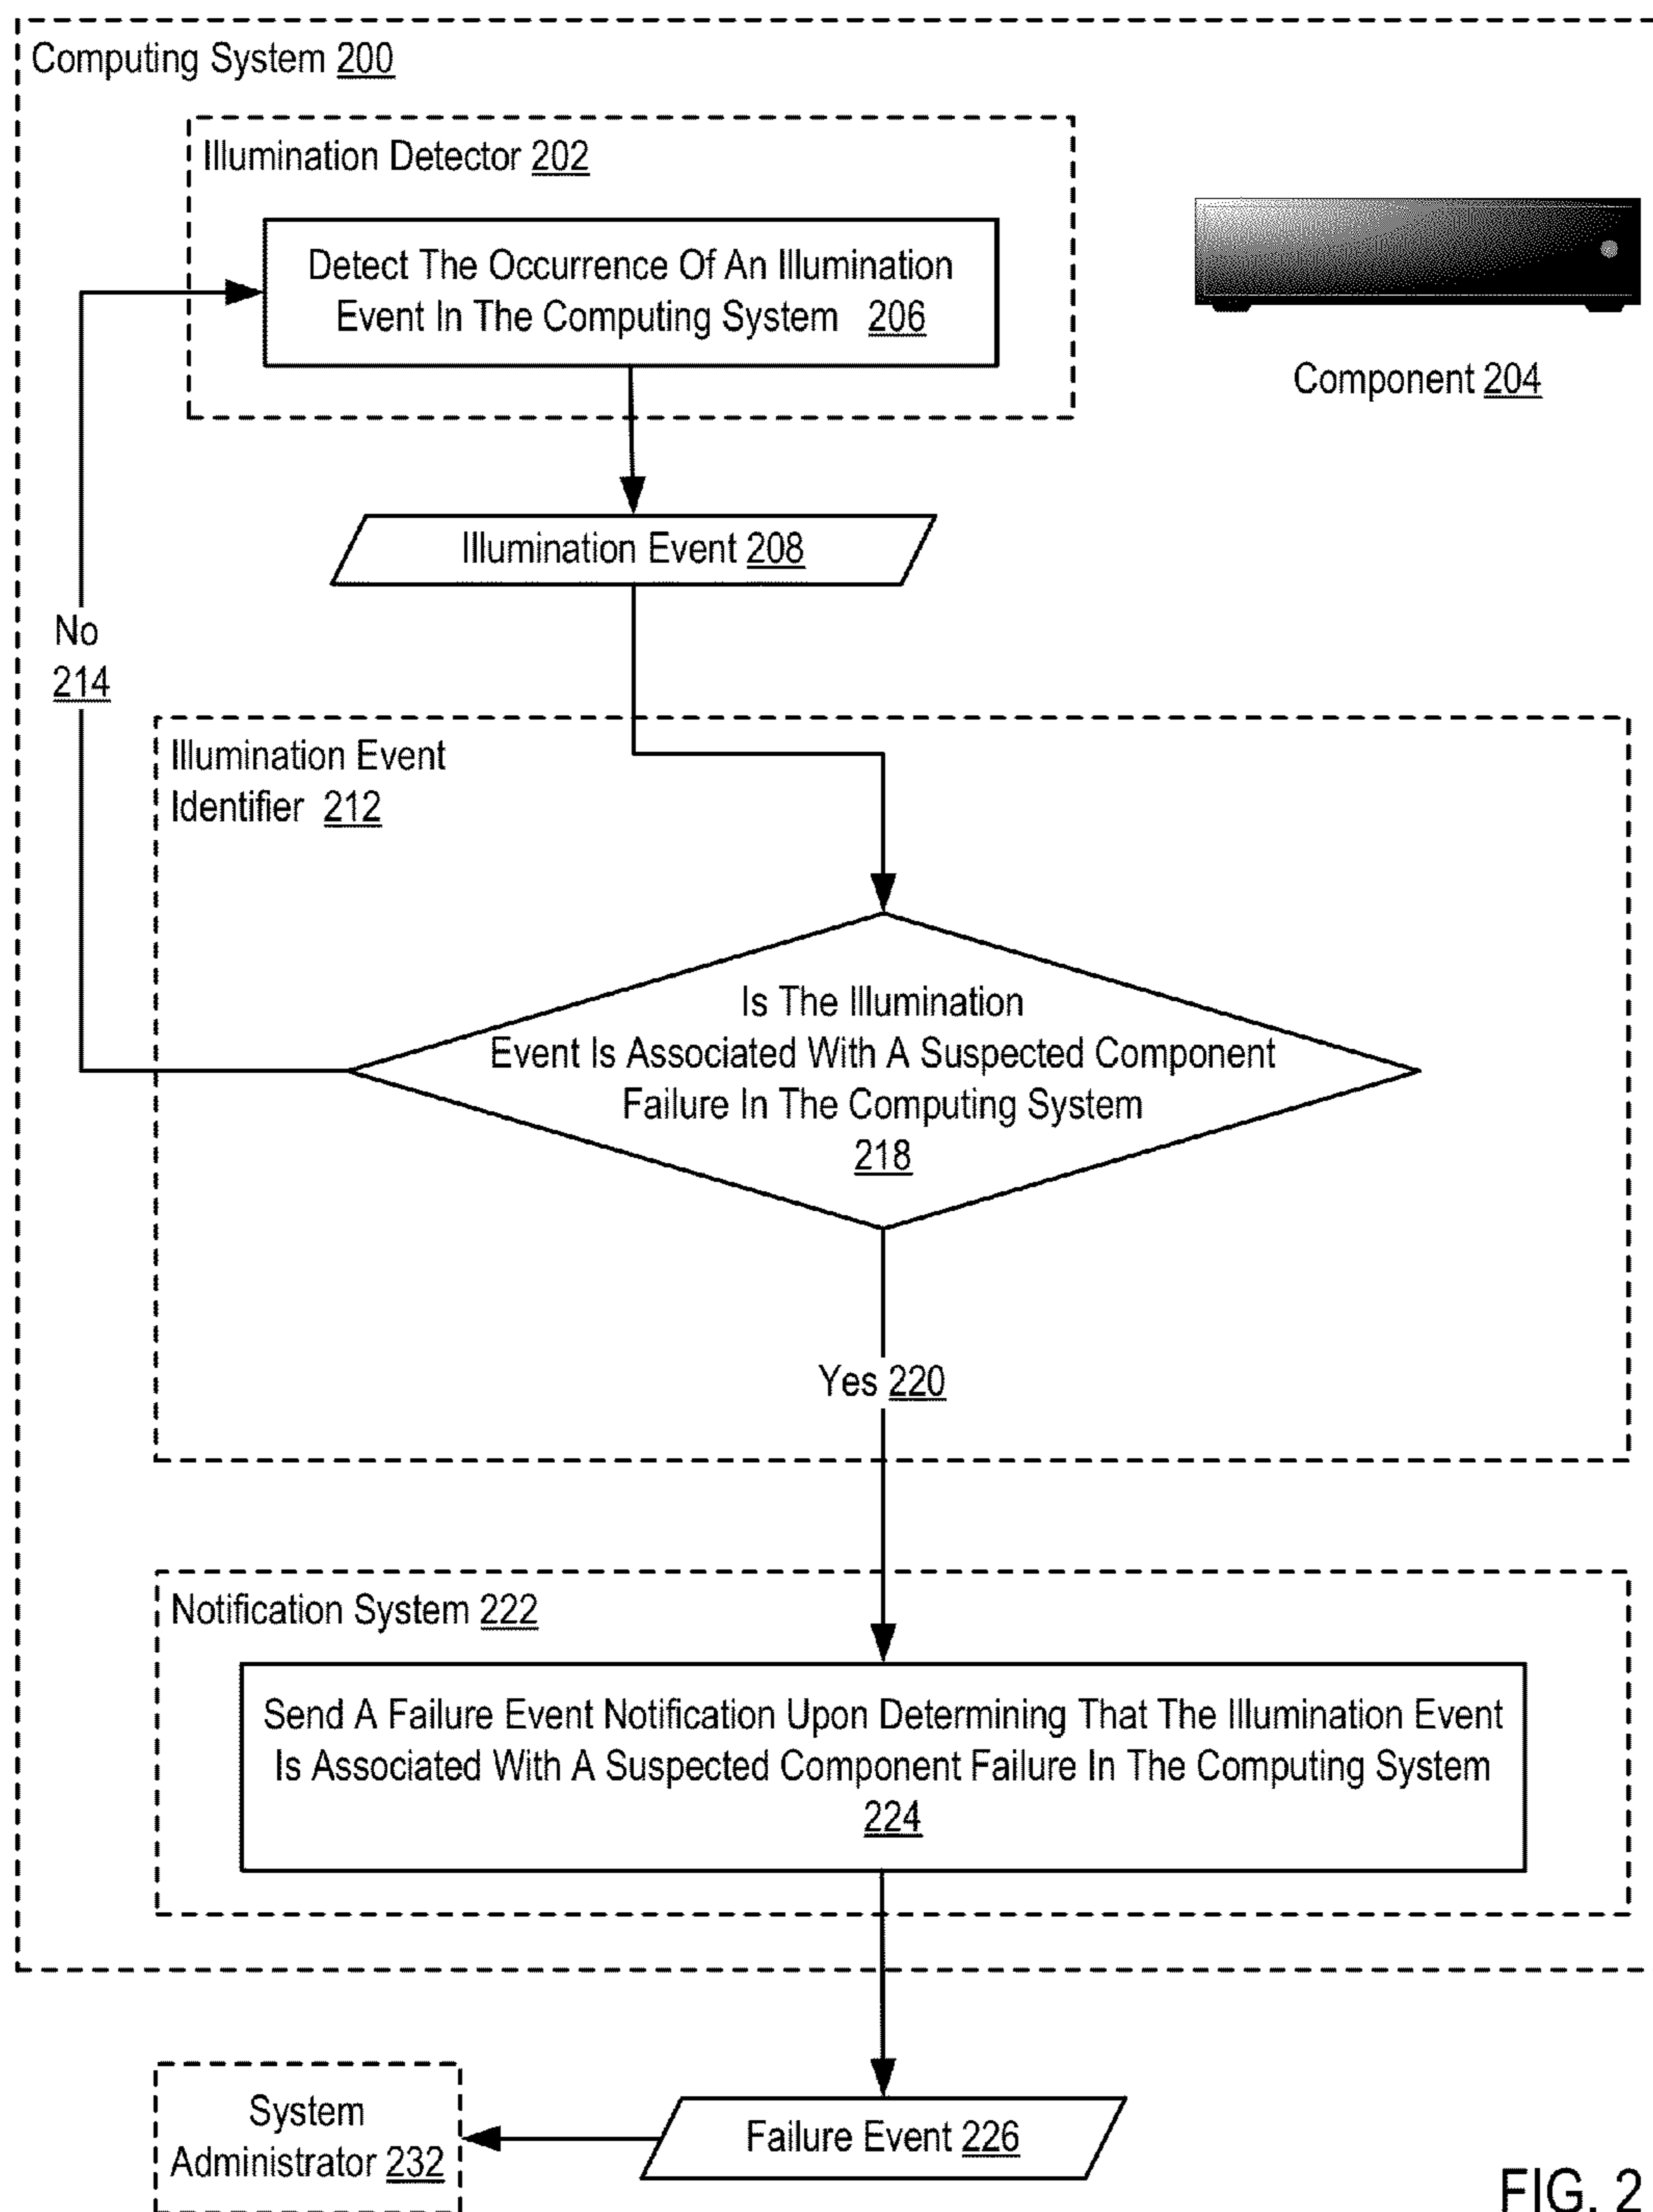 Computing System 200
Illumination Detector 202
Detect The Occurrence Of An Illumination
Event In The Computing System 206
Component 204
Illumination Event 208
No
214
Illumination Event
Identifier 212
Is The Illumination
Event Is Associated With A Suspected Component
Failure In The Computing System
218
Yes 220
Notification System 222
Send A Failure Event Notification Upon Determining That The Illumination Event
Is Associated With A Suspected Component Failure In The Computing System
224
System
Administrator 232
Failure Event 226
FIG. 2